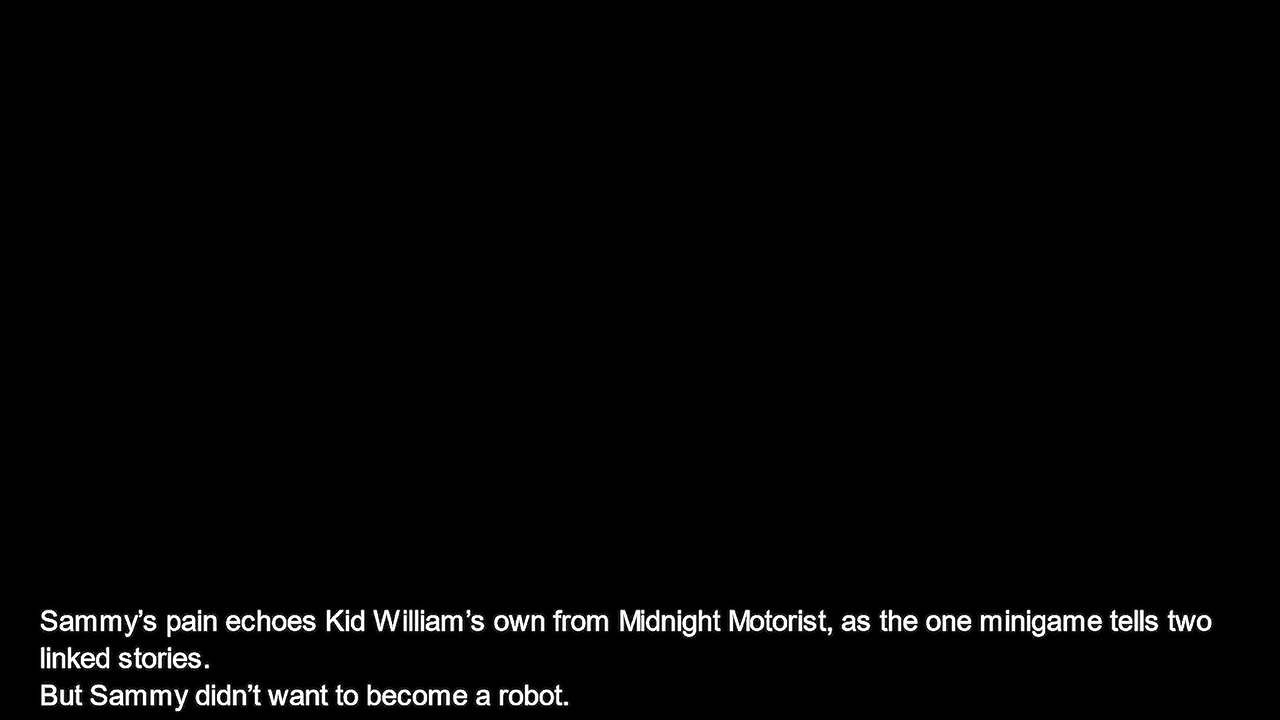 Sammy’s pain echoes Kid William’s own from Midnight Motorist, as the one minigame tells two
linked stories.
But Sammy didn’t want to become a robot.